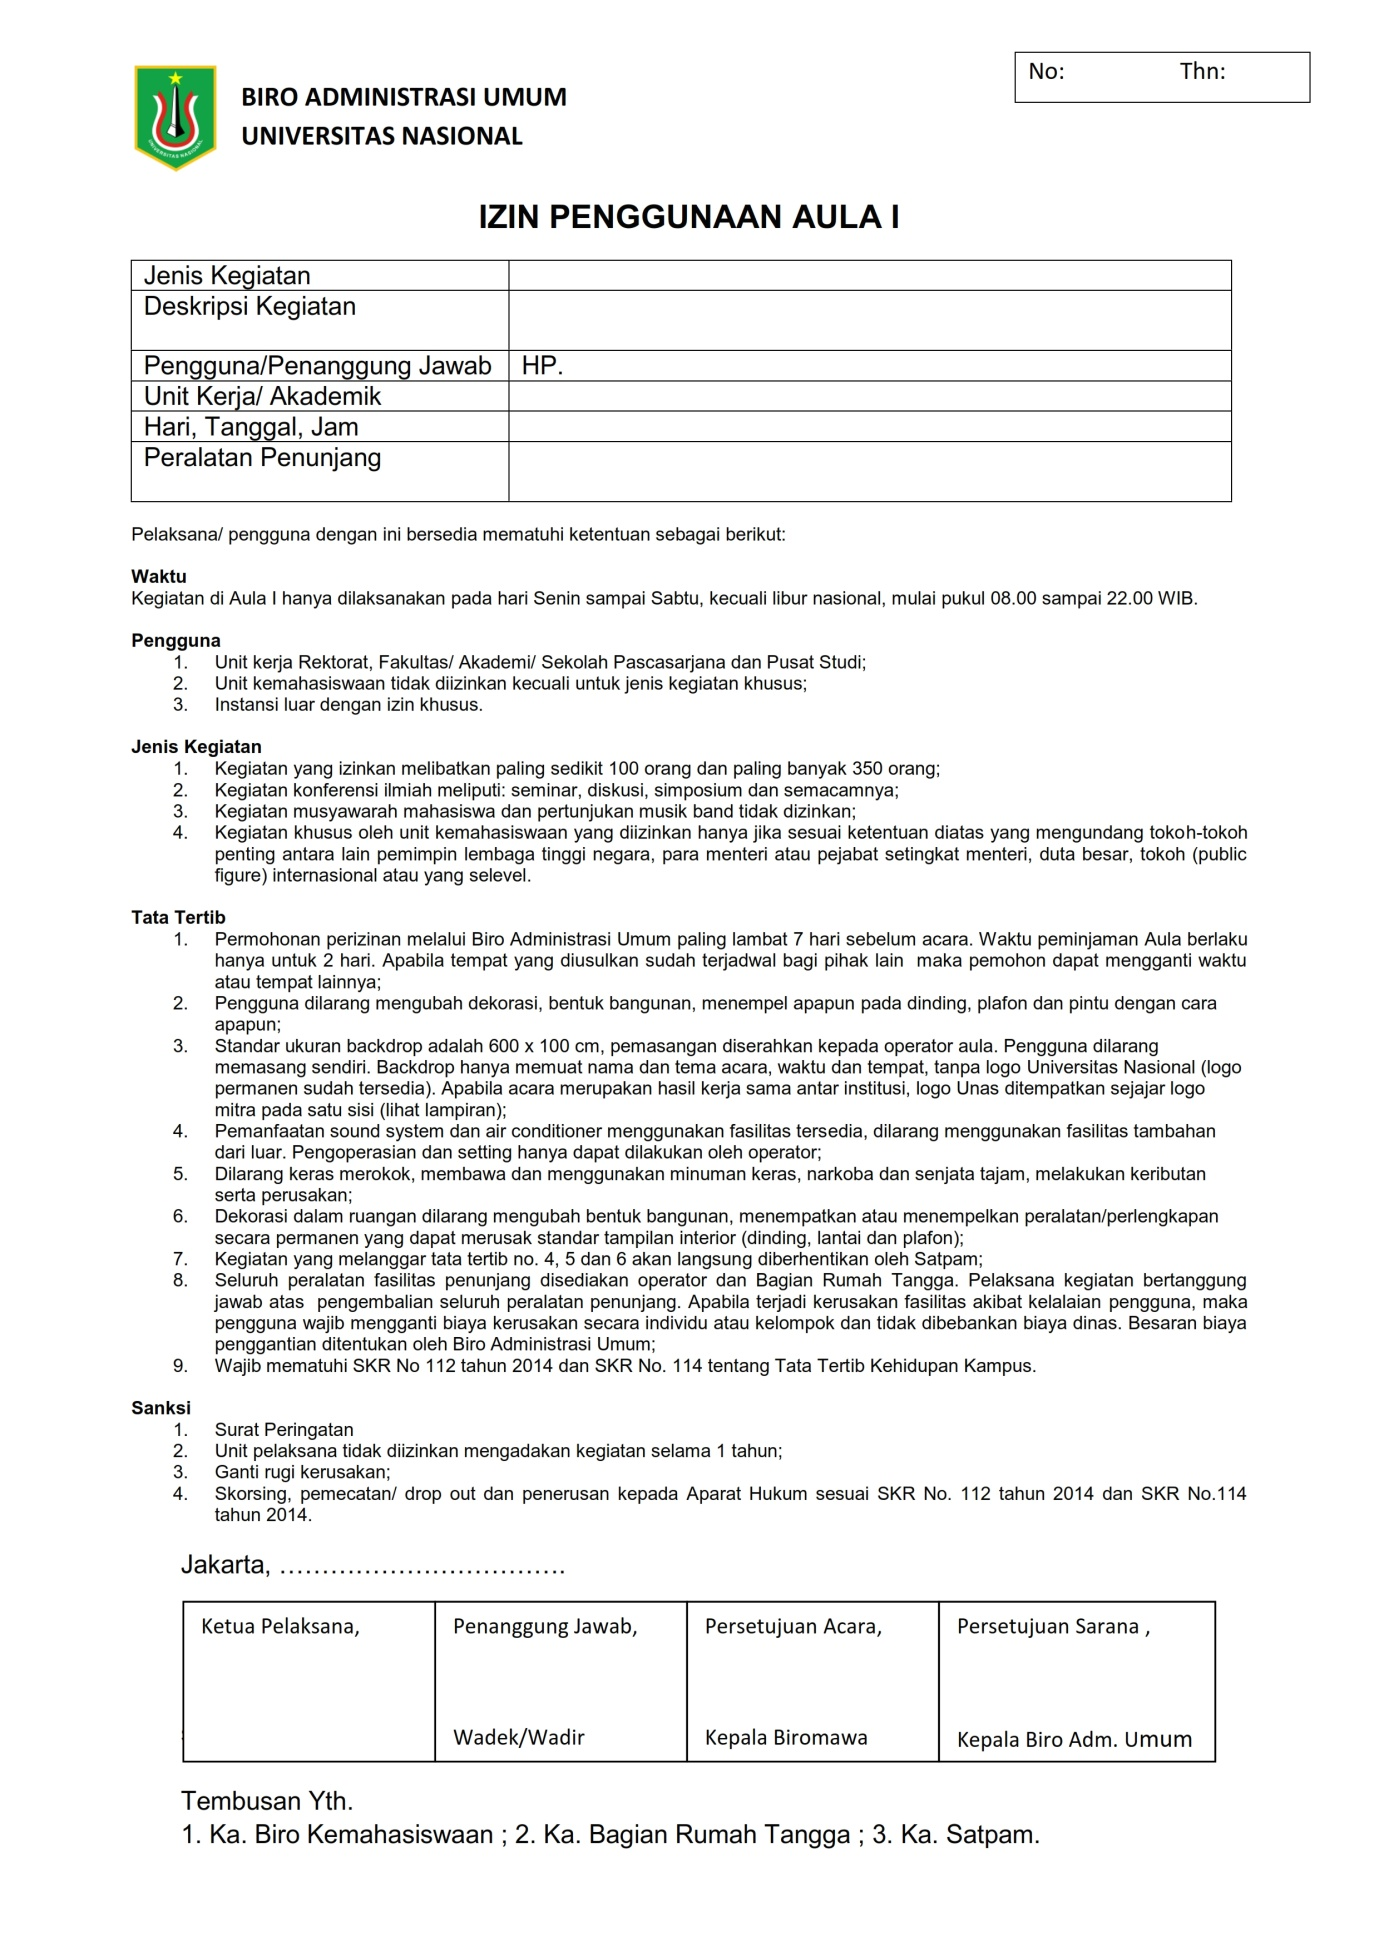 No: Thn:
BIRO ADMINISTRASI UMUM
UNIVERSITAS NASIONAL
UNIVERSITAS NASIONAL
IZIN PENGGUNAAN AULA I
Jenis Kegiatan
Deskripsi Kegiatan
Pengguna/Penanggung Jawab HP.
Unit Kerja/ Akademik
Hari, Tanggal, Jam
Peralatan Penunjang
Pelaksana/ pengguna dengan ini bersedia mematuhi ketentuan sebagai berikut:
Waktu
Kegiatan di Aula I hanya dilaksanakan pada hari Senin sampai Sabtu, kecuali libur nasional, mulai pukul 08.00 sampai 22.00 WIB.
Pengguna
1. Unit kerja Rektorat, Fakultas/ Akademi/ Sekolah Pascasarjana dan Pusat Studi;
2. Unit kemahasiswaan tidak diizinkan kecuali untuk jenis kegiatan khusus;
3. Instansi luar dengan izin khusus.
Jenis Kegiatan
1. Kegiatan yang izinkan melibatkan paling sedikit 100 orang dan paling banyak 350 orang;
2. Kegiatan konferensi ilmiah meliputi: seminar, diskusi, simposium dan semacamnya;
3. Kegiatan musyawarah mahasiswa dan pertunjukan musik band tidak dizinkan;
4. Kegiatan khusus oleh unit kemahasiswaan yang diizinkan hanya jika sesuai ketentuan diatas yang mengundang tokoh-tokoh
penting antara lain pemimpin lembaga tinggi negara, para menteri atau pejabat setingkat menteri, duta besar, tokoh (public
figure) internasional atau yang selevel.
Tata Tertib
1. Permohonan perizinan melalui Biro Administrasi Umum paling lambat 7 hari sebelum acara. Waktu peminjaman Aula berlaku
hanya untuk 2 hari. Apabila tempat yang diusulkan sudah terjadwal bagi pihak lain maka pemohon dapat mengganti waktu
atau tempat lainnya;
2. Pengguna dilarang mengubah dekorasi, bentuk bangunan, menempel apapun pada dinding, plafon dan pintu dengan cara
apapun;
3. Standar ukuran backdrop adalah 600 x 100 cm, pemasangan diserahkan kepada operator aula. Pengguna dilarang
memasang sendiri. Backdrop hanya memuat nama dan tema acara, waktu dan tempat, tanpa logo Universitas Nasional (logo
permanen sudah tersedia). Apabila acara merupakan hasil kerja sama antar institusi, logo Unas ditempatkan sejajar logo
mitra pada satu sisi (lihat lampiran);
4. Pemanfaatan sound system dan air conditioner menggunakan fasilitas tersedia, dilarang menggunakan fasilitas tambahan
dari luar. Pengoperasian dan setting hanya dapat dilakukan oleh operator;
5. Dilarang keras merokok, membawa dan menggunakan minuman keras, narkoba dan senjata tajam, melakukan keributan
serta perusakan;
6. Dekorasi dalam ruangan dilarang mengubah bentuk bangunan, menempatkan atau menempelkan peralatan/perlengkapan
secara permanen yang dapat merusak standar tampilan interior (dinding, lantai dan plafon);
7. Kegiatan yang melanggar tata tertib no. 4, 5 dan 6 akan langsung diberhentikan oleh Satpam;
8. Seluruh peralatan fasilitas penunjang disediakan operator dan Bagian Rumah Tangga. Pelaksana kegiatan bertanggung
jawab atas pengembalian seluruh peralatan penunjang. Apabila terjadi kerusakan fasilitas akibat kelalaian pengguna, maka
pengguna wajib mengganti biaya kerusakan secara individu atau kelompok dan tidak dibebankan biaya dinas. Besaran biaya
penggantian ditentukan oleh Biro Administrasi Umum;
9. Wajib mematuhi SKR No 112 tahun 2014 dan SKR No. 114 tentang Tata Tertib Kehidupan Kampus.
Sanksi
1. Surat Peringatan
2. Unit pelaksana tidak diizinkan mengadakan kegiatan selama 1 tahun;
3. Ganti rugi kerusakan;
4. Skorsing, pemecatan/ drop out dan penerusan kepada Aparat Hukum sesuai SKR No. 112 tahun 2014 dan SKR No.114
tahun 2014.
Jakarta, …………………………….
Ketua Pelaksana, Penanggung Jawab, Persetujuan Acara, Persetujuan Sarana ,
Wadek/Wadir Kepala Biromawa Kepala Biro Adm. Umum
Tembusan Yth.
1. Ka. Biro Kemahasiswaan ; 2. Ka. Bagian Rumah Tangga ; 3. Ka. Satpam.